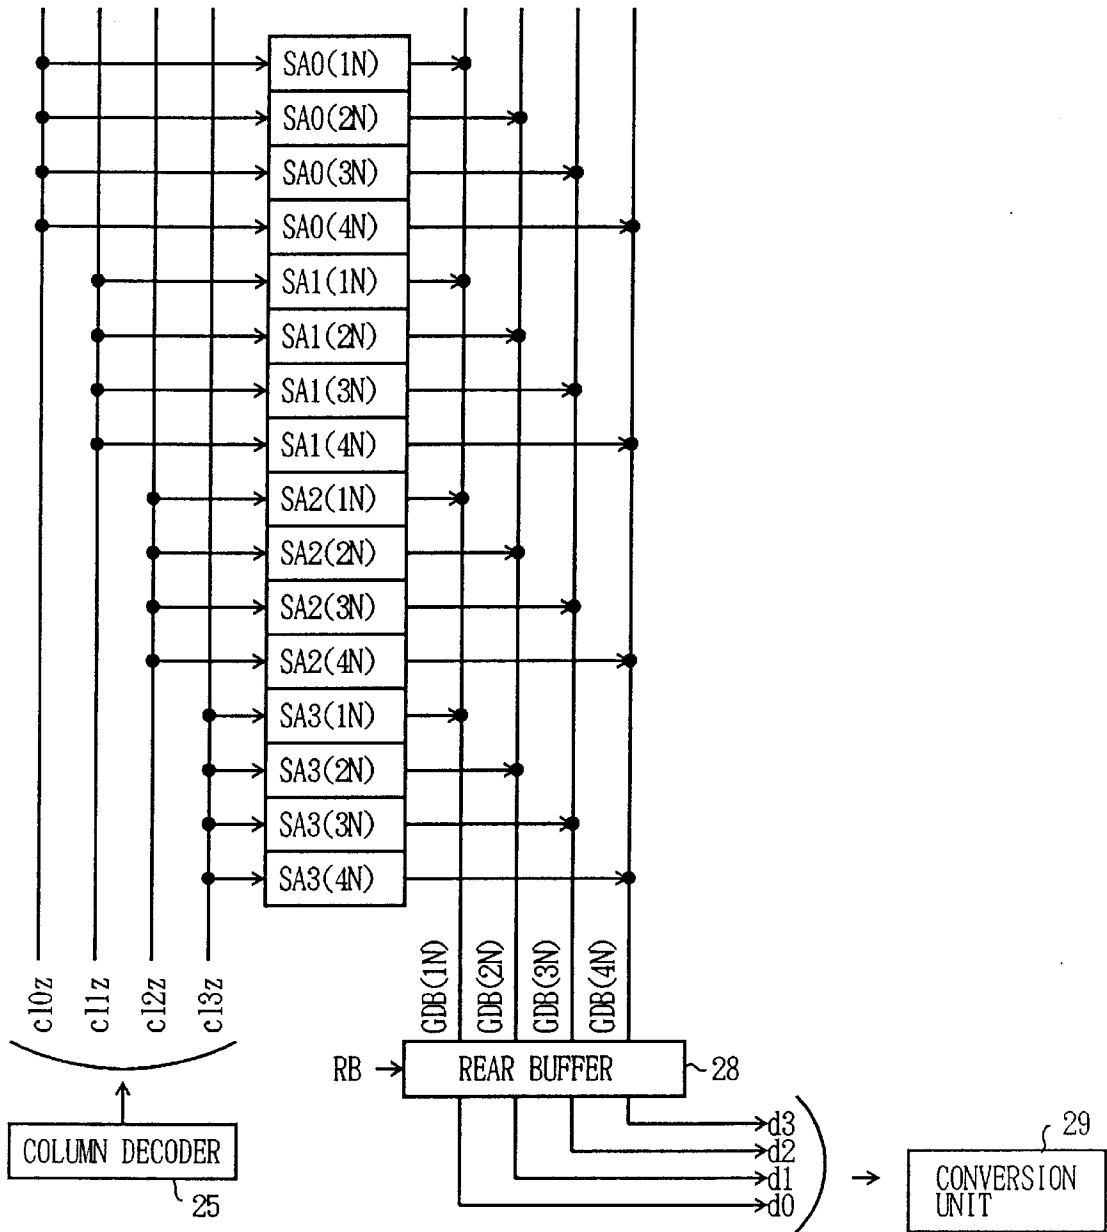 SA0(1N)
SA0(2N)
SA0(3N)
SA0(4N)
SA1(1N)
SA1(2N)
SA1(3N)
SA1(4N)
SA2(1N)
SA2(2N)
SA2(3N)
SA2(4N)
SA3(1N)
SA3(2N)
SA3(3N)
SA3(4N)
cl0z
cl1z
cl2z
cl3z
GDB(1N)
GDB(2N)
GDB(3N)
GDB(4N)
RB
REAR BUFFER
28
COLUMN DECODER
25
d3
d2
d1
d0
29
CONVERSION
UNIT